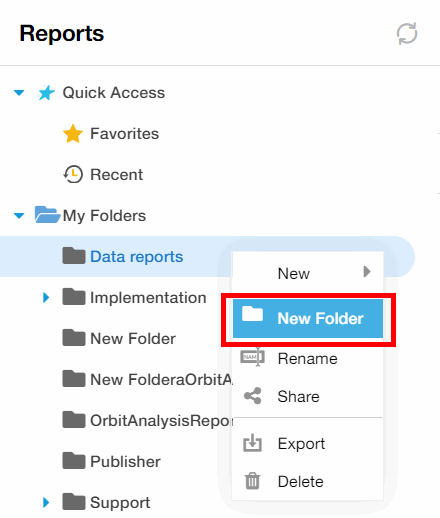 Reports
Quick Access
Favorites
Recent
My Folders
Data reports
New
Implementation
New Folder
New Folder
Rename
New FolderaOrbitA
Share
OrbitAnalysisRepo
Export
Publisher
Delete
Support